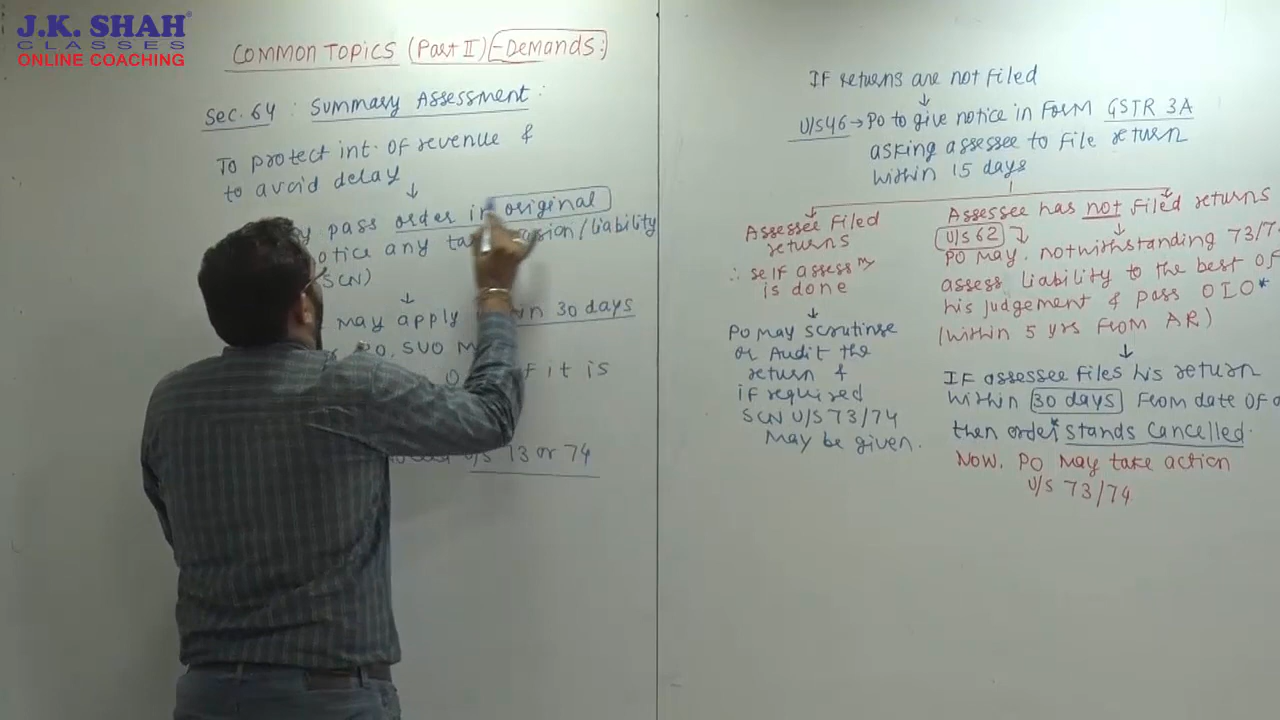 J.K. SHAH®
CLASSES
ONLINE COACHING
COMMON TOPICS (Part II) - Demands:
Sec. 64 : Summary Assessment :
To protect int. of revenue &
to avoid delay
pass order in original
any
SCN)
may apply in 30 days
PO, SUO M
if it is
U/S 73 or 74
IF returns are not filed
U/S 46 → PO to give notice in Form GSTR 3A
asking assessee to file return
within 15 days
Assessee Filed
returns
∴ self assessmt
is done
PO may scrutinse
or Audit the
return &
if required
SCN U/S 73/74
May be given.
Assessee has not filed returns
U/S 62
PO may, notwithstanding 73/7
assess liability to the best of
his judgement & pass OIO*
(within 5 yrs from AR)
IF assessee files his return
within 30 days from date of
then order* stands cancelled.
Now, PO may take action
U/S 73/74